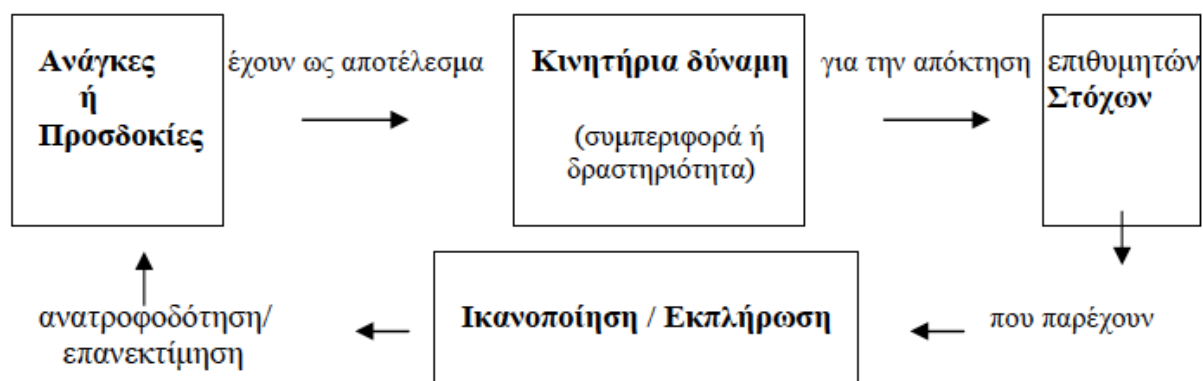 Ανάγκες
ή
Προσδοκίες
έχουν ως αποτέλεσμα
Κινητήρια δύναμη
(συμπεριφορά ή
δραστηριότητα)
για την απόκτηση
επιθυμητών
Στόχων
που παρέχουν
Ικανοποίηση / Εκπλήρωση
ανατροφοδότηση/
επανεκτίμηση